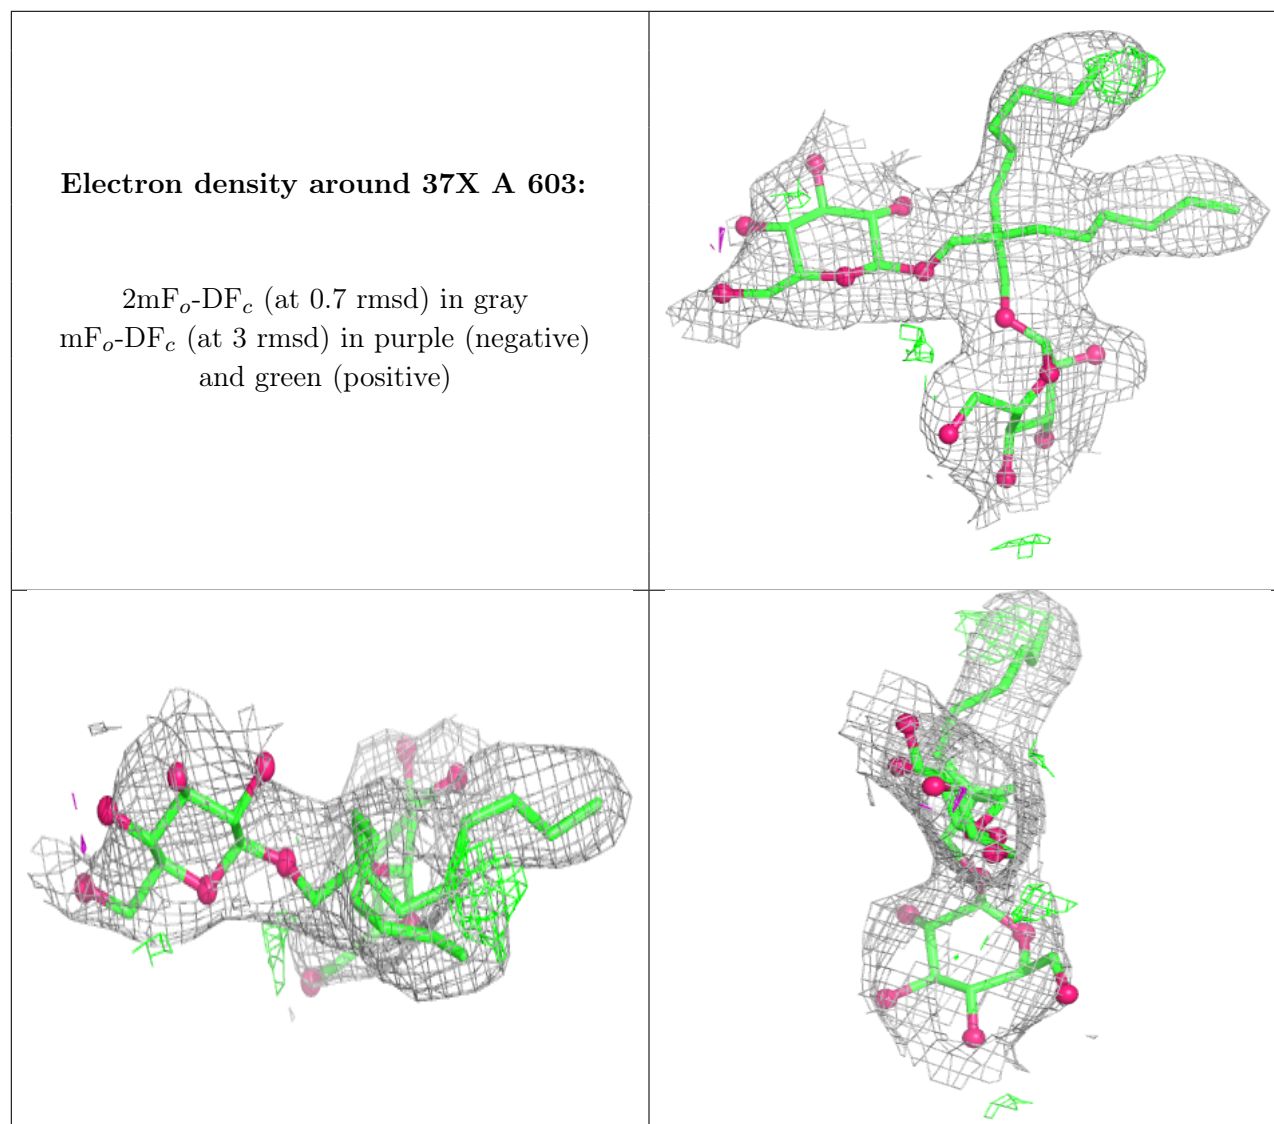 Electron density around 37X A 603:
2mFo-DFc (at 0.7 rmsd) in gray
mFo-DFc (at 3 rmsd) in purple (negative)
and green (positive)